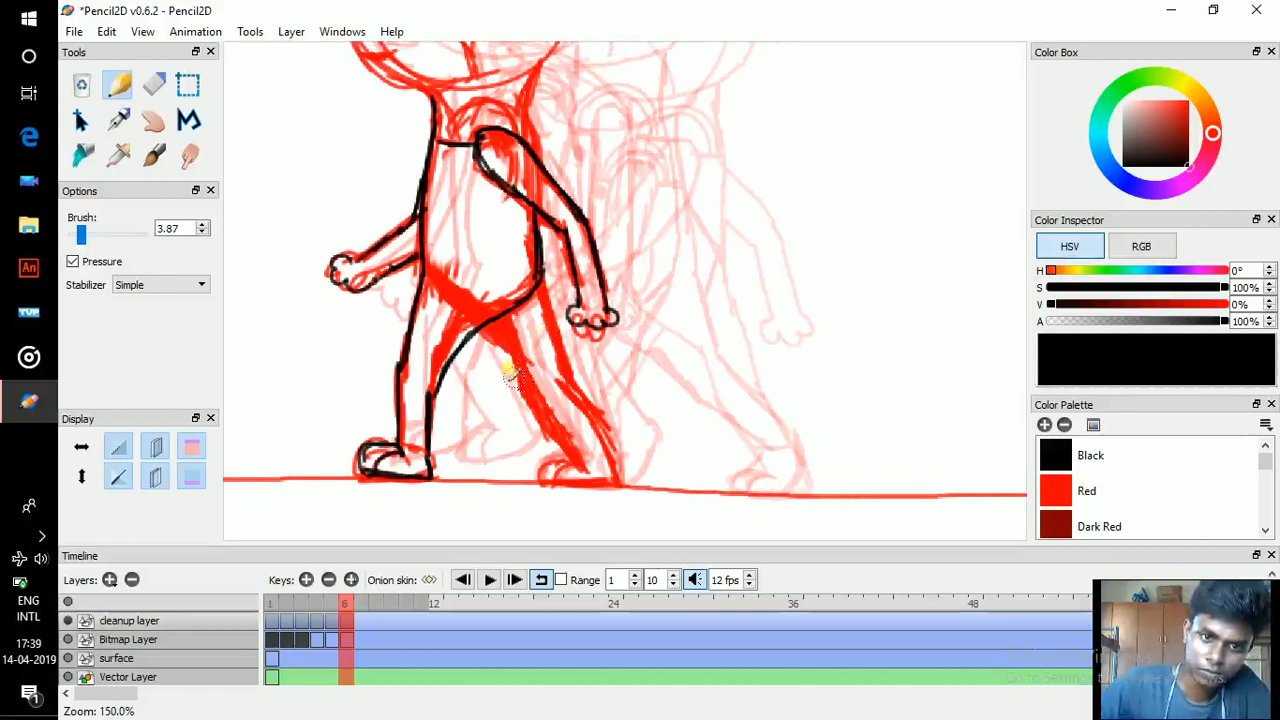 *Pencil2D v0.6.2 - Pencil2D
File Edit View Animation Tools Layer Windows Help
Tools
Options
Brush:
3.87
Pressure
Stabilizer Simple
Display
An
TVP
ENG
INTL
17:39
14-04-2019
1
Color Box
Color Inspector
HSV RGB
H 0°
S 100%
V 0%
A 100%
Color Palette
Black
Red
Dark Red
Timeline
Layers: Keys: Onion skin: Range 1 10 12 fps
1 6 12 24 36 48
cleanup layer
Bitmap Layer
surface
Vector Layer
Zoom: 150.0%